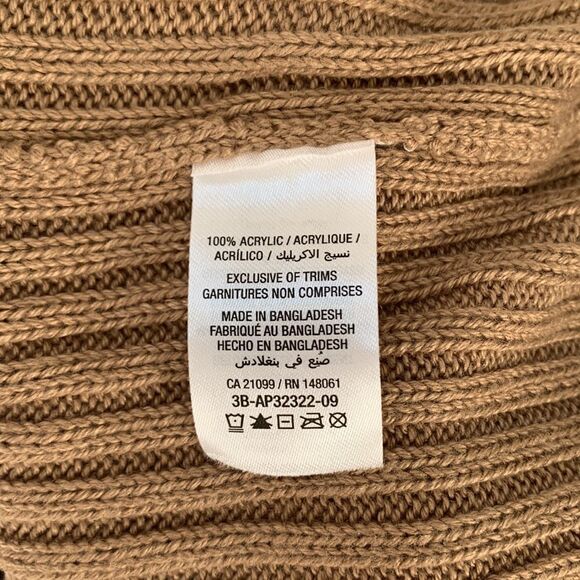 100% ACRYLIC / ACRYLIQUE /
ACRÍLICO / نسيج الاكريليك
EXCLUSIVE OF TRIMS
GARNITURES NON COMPRISES
MADE IN BANGLADESH
FABRIQUÉ AU BANGLADESH
HECHO EN BANGLADESH
صُنع في بنغلادش
CA 21099 / RN 148061
3B-AP32322-09